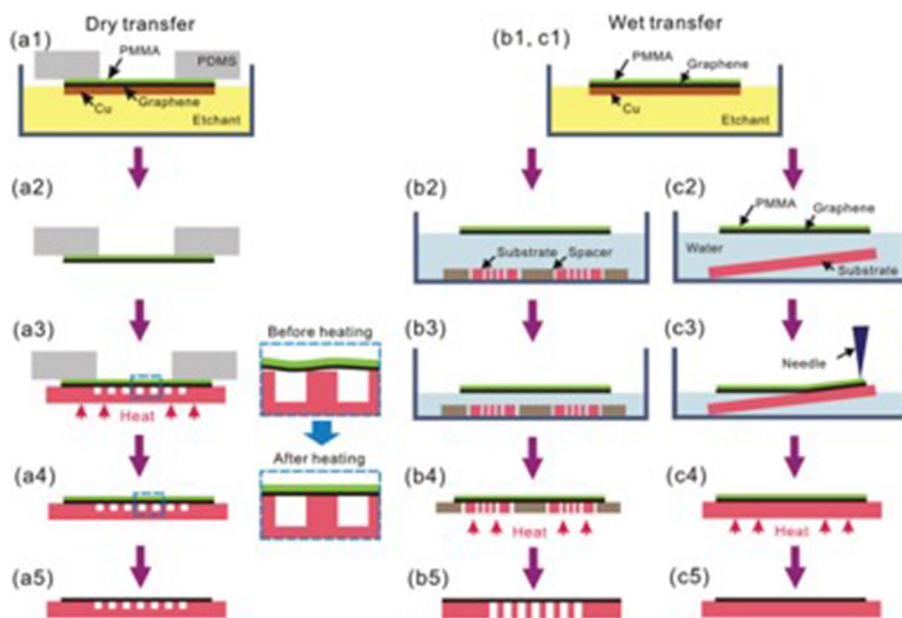 Dry transfer
Wet transfer
(a1)
PMMA
PDMS
Cu
Graphene
Etchant
(b1, c1)
PMMA
Graphene
Cu
Etchant
(a2)
(b2)
Substrate
Spacer
(c2)
PMMA
Graphene
Water
Substrate
(a3)
Heat
Before heating
After heating
(b3)
(c3)
Needle
(a4)
(b4)
Heat
(c4)
Heat
(a5)
(b5)
(c5)